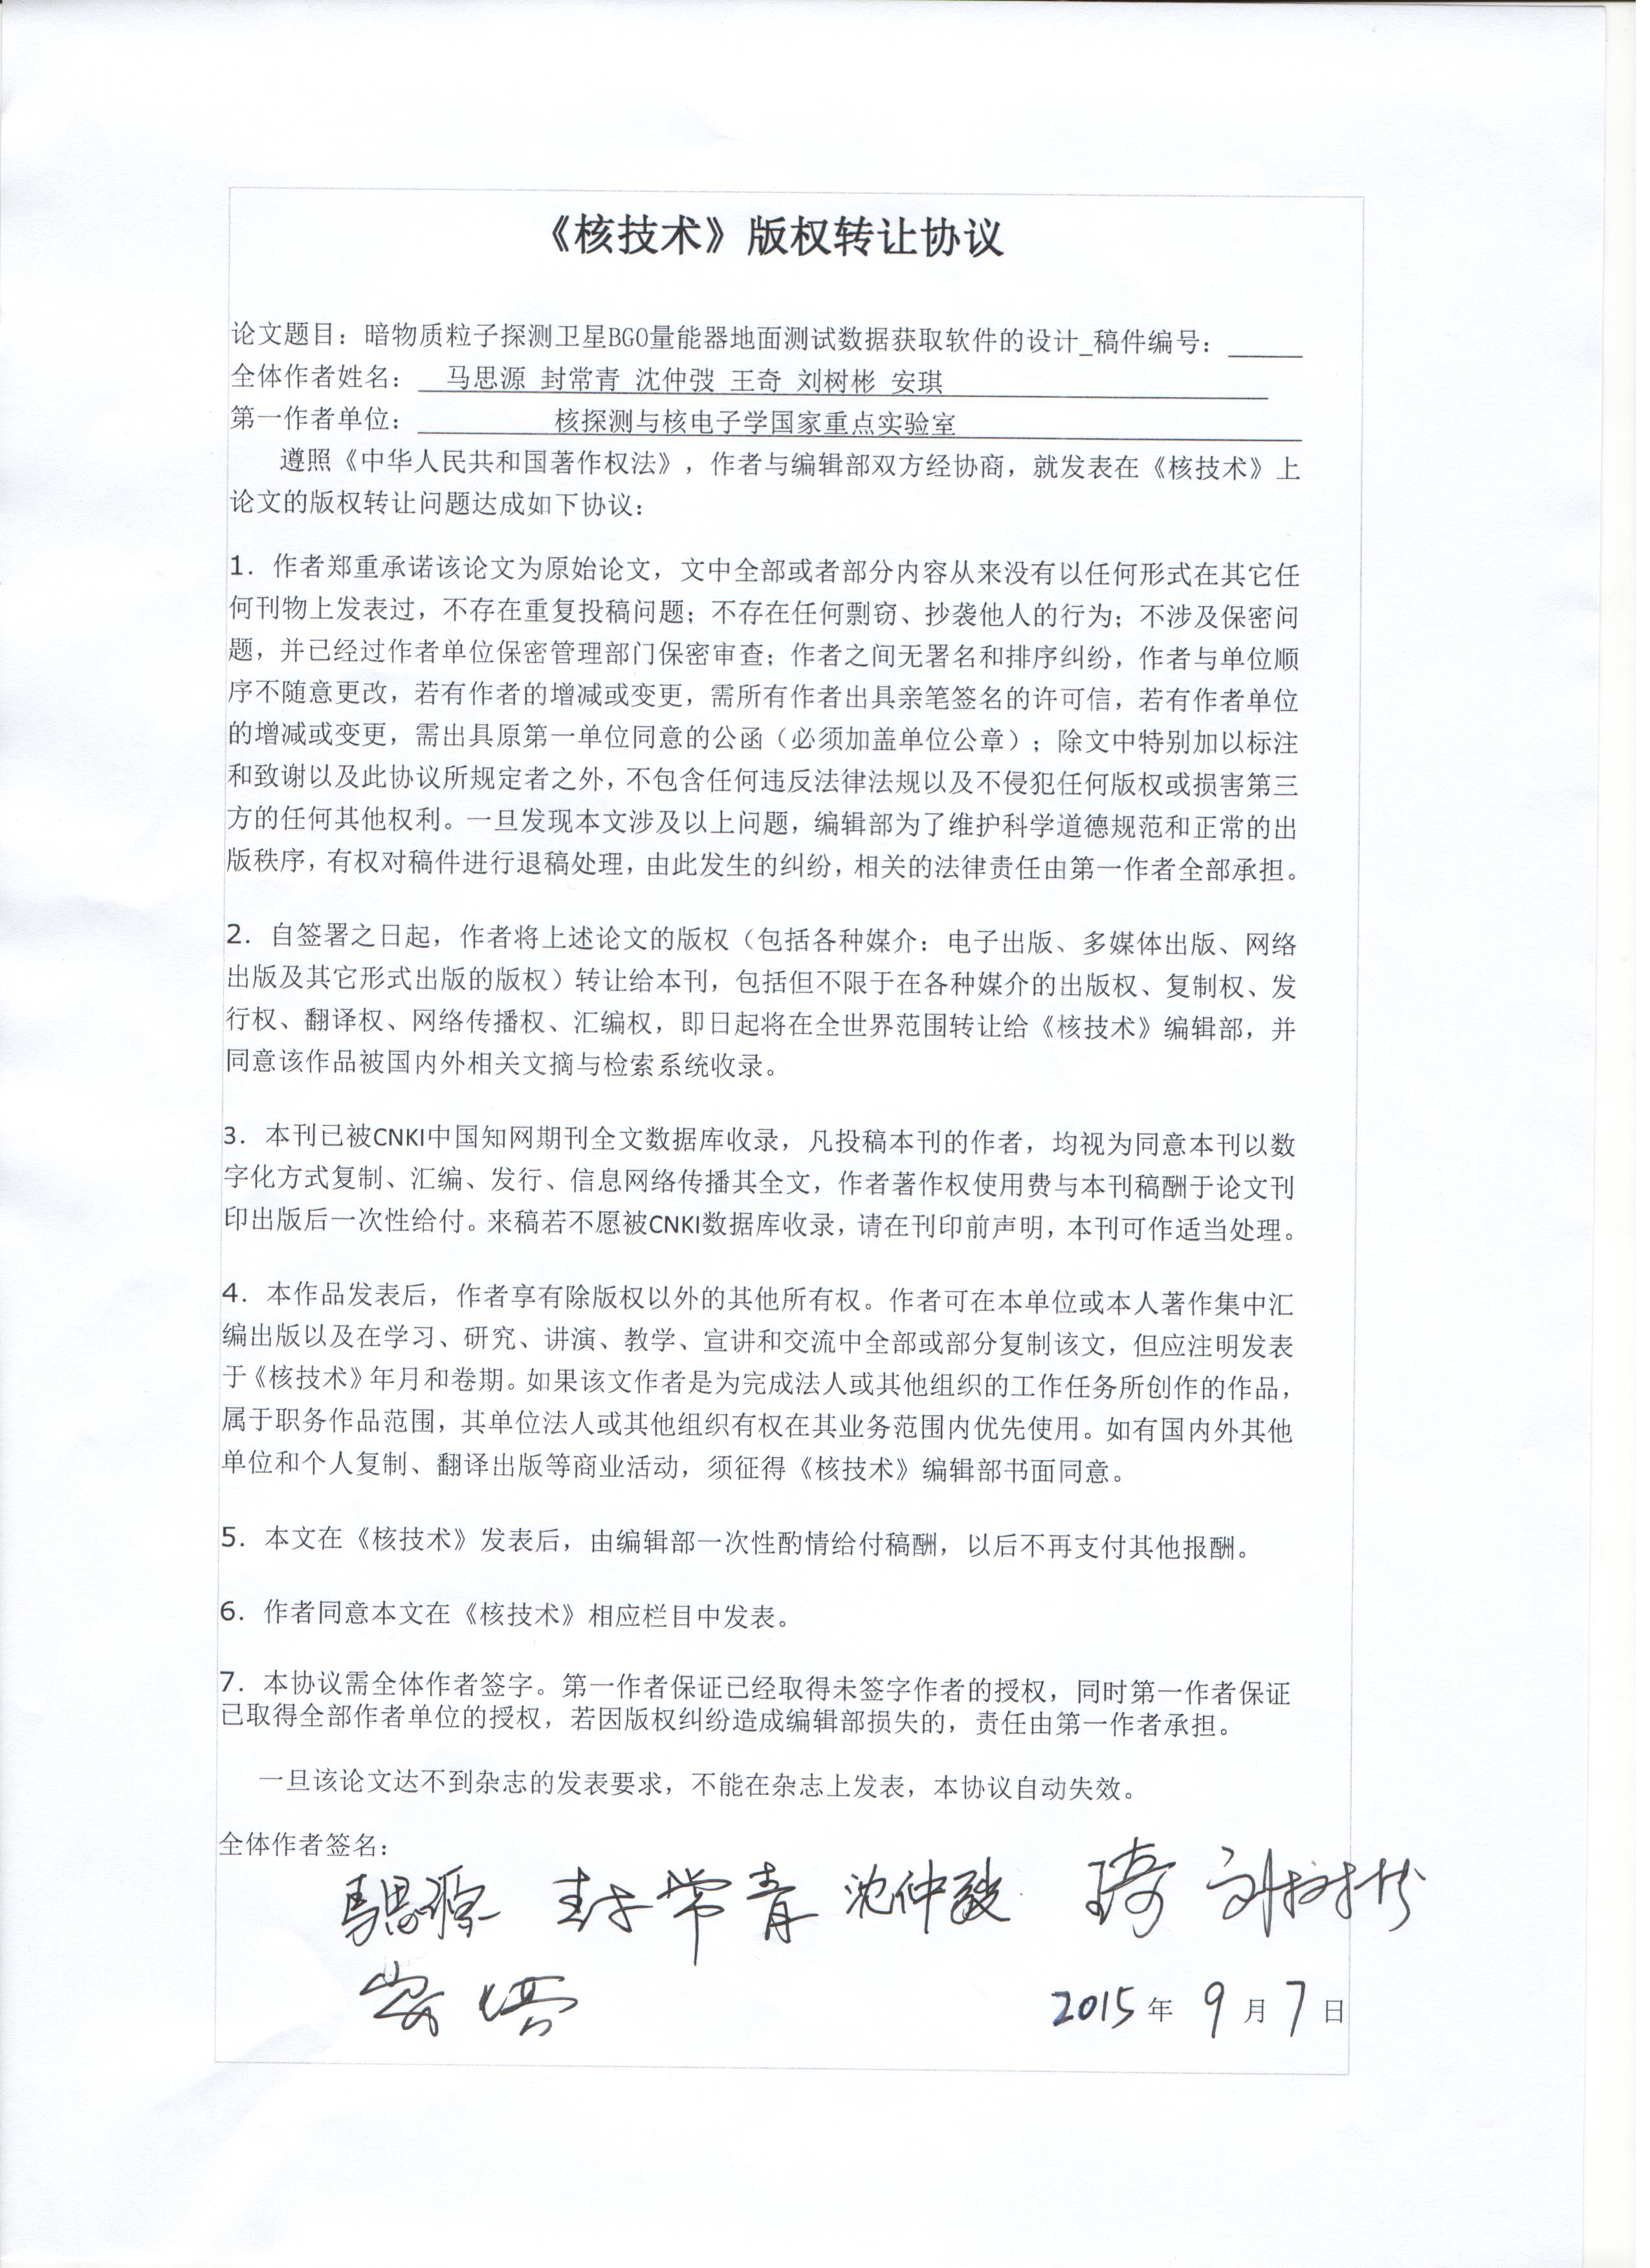 《核技术》版权转让协议
论文题目：暗物质粒子探测卫星BGO量能器地面测试数据获取软件的设计_稿件编号：
全体作者姓名： 马思源 封常青 沈仲弢 王奇 刘树彬 安琪
第一作者单位： 核探测与核电子学国家重点实验室
遵照《中华人民共和国著作权法》，作者与编辑部双方经协商，就发表在《核技术》上
论文的版权转让问题达成如下协议：
1．作者郑重承诺该论文为原始论文，文中全部或者部分内容从来没有以任何形式在其它任
何刊物上发表过，不存在重复投稿问题；不存在任何剽窃、抄袭他人的行为；不涉及保密问
题，并已经过作者单位保密管理部门保密审查；作者之间无署名和排序纠纷，作者与单位顺
序不随意更改，若有作者的增减或变更，需所有作者出具亲笔签名的许可信，若有作者单位
的增减或变更，需出具原第一单位同意的公函（必须加盖单位公章）；除文中特别加以标注
和致谢以及此协议所规定者之外，不包含任何违反法律法规以及不侵犯任何版权或损害第三
方的任何其他权利。一旦发现本文涉及以上问题，编辑部为了维护科学道德规范和正常的出
版秩序，有权对稿件进行退稿处理，由此发生的纠纷，相关的法律责任由第一作者全部承担。
2．自签署之日起，作者将上述论文的版权（包括各种媒介：电子出版、多媒体出版、网络
出版及其它形式出版的版权）转让给本刊，包括但不限于在各种媒介的出版权、复制权、发
行权、翻译权、网络传播权、汇编权，即日起将在全世界范围转让给《核技术》编辑部，并
同意该作品被国内外相关文摘与检索系统收录。
3．本刊已被CNKI中国知网期刊全文数据库收录，凡投稿本刊的作者，均视为同意本刊以数
字化方式复制、汇编、发行、信息网络传播其全文，作者著作权使用费与本刊稿酬于论文刊
印出版后一次性给付。来稿若不愿被CNKI数据库收录，请在刊印前声明，本刊可作适当处理。
4．本作品发表后，作者享有除版权以外的其他所有权。作者可在本单位或本人著作集中汇
编出版以及在学习、研究、讲演、教学、宣讲和交流中全部或部分复制该文，但应注明发表
于《核技术》年月和卷期。如果该文作者是为完成法人或其他组织的工作任务所创作的作品，
属于职务作品范围，其单位法人或其他组织有权在其业务范围内优先使用。如有国内外其他
单位和个人复制、翻译出版等商业活动，须征得《核技术》编辑部书面同意。
5．本文在《核技术》发表后，由编辑部一次性酌情给付稿酬，以后不再支付其他报酬。
6．作者同意本文在《核技术》相应栏目中发表。
7．本协议需全体作者签字。第一作者保证已经取得未签字作者的授权，同时第一作者保证
已取得全部作者单位的授权，若因版权纠纷造成编辑部损失的，责任由第一作者承担。
一旦该论文达不到杂志的发表要求，不能在杂志上发表，本协议自动失效。
全体作者签名：
马思源 封常青 沈仲弢 王奇 刘树彬
安琪
2015年 9月 7日